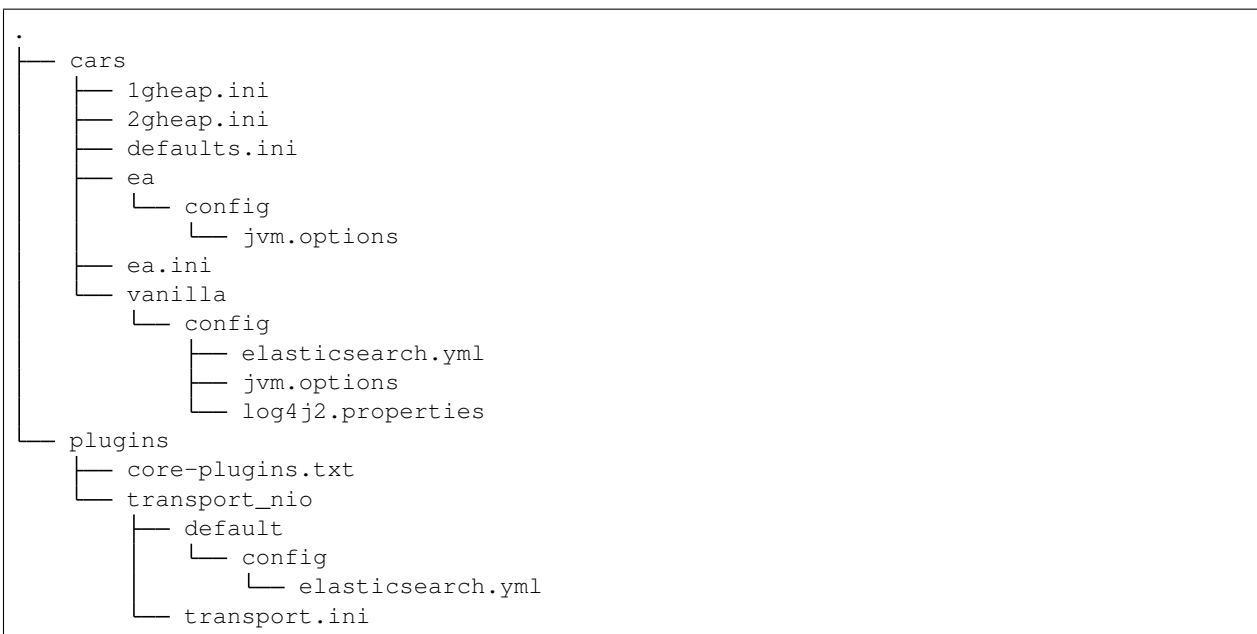 .
├── cars
│   ├── 1gheap.ini
│   ├── 2gheap.ini
│   ├── defaults.ini
│   ├── ea
│   │   └── config
│   │       └── jvm.options
│   ├── ea.ini
│   └── vanilla
│       └── config
│           ├── elasticsearch.yml
│           ├── jvm.options
│           └── log4j2.properties
└── plugins
    ├── core-plugins.txt
    └── transport_nio
        ├── default
        │   └── config
        │       └── elasticsearch.yml
        └── transport.ini